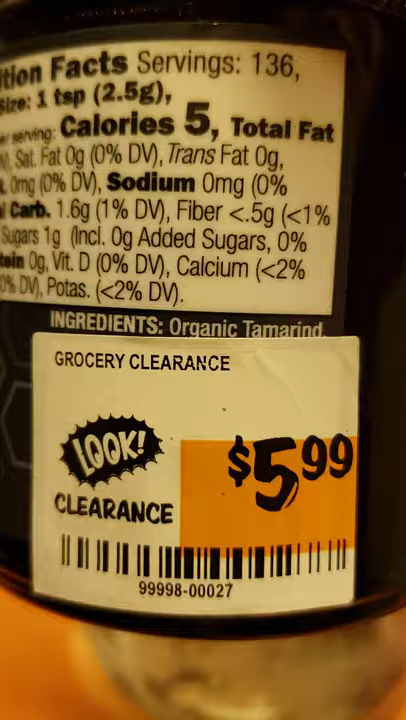 ition Facts Servings: 136,
Size: 1 tsp (2.5g),
er serving: Calories 5, Total Fat
Sat. Fat 0g (0% DV), Trans Fat 0g,
0mg (0% DV), Sodium 0mg (0%
Carb. 1.6g (1% DV), Fiber <.5g (<1%
Sugars 1g (Incl. 0g Added Sugars, 0%
tein 0g, Vit. D (0% DV), Calcium (<2%
0% DV), Potas. (<2% DV).
INGREDIENTS: Organic Tamarind,
GROCERY CLEARANCE
LOOK!
$5 99
CLEARANCE
99998-00027